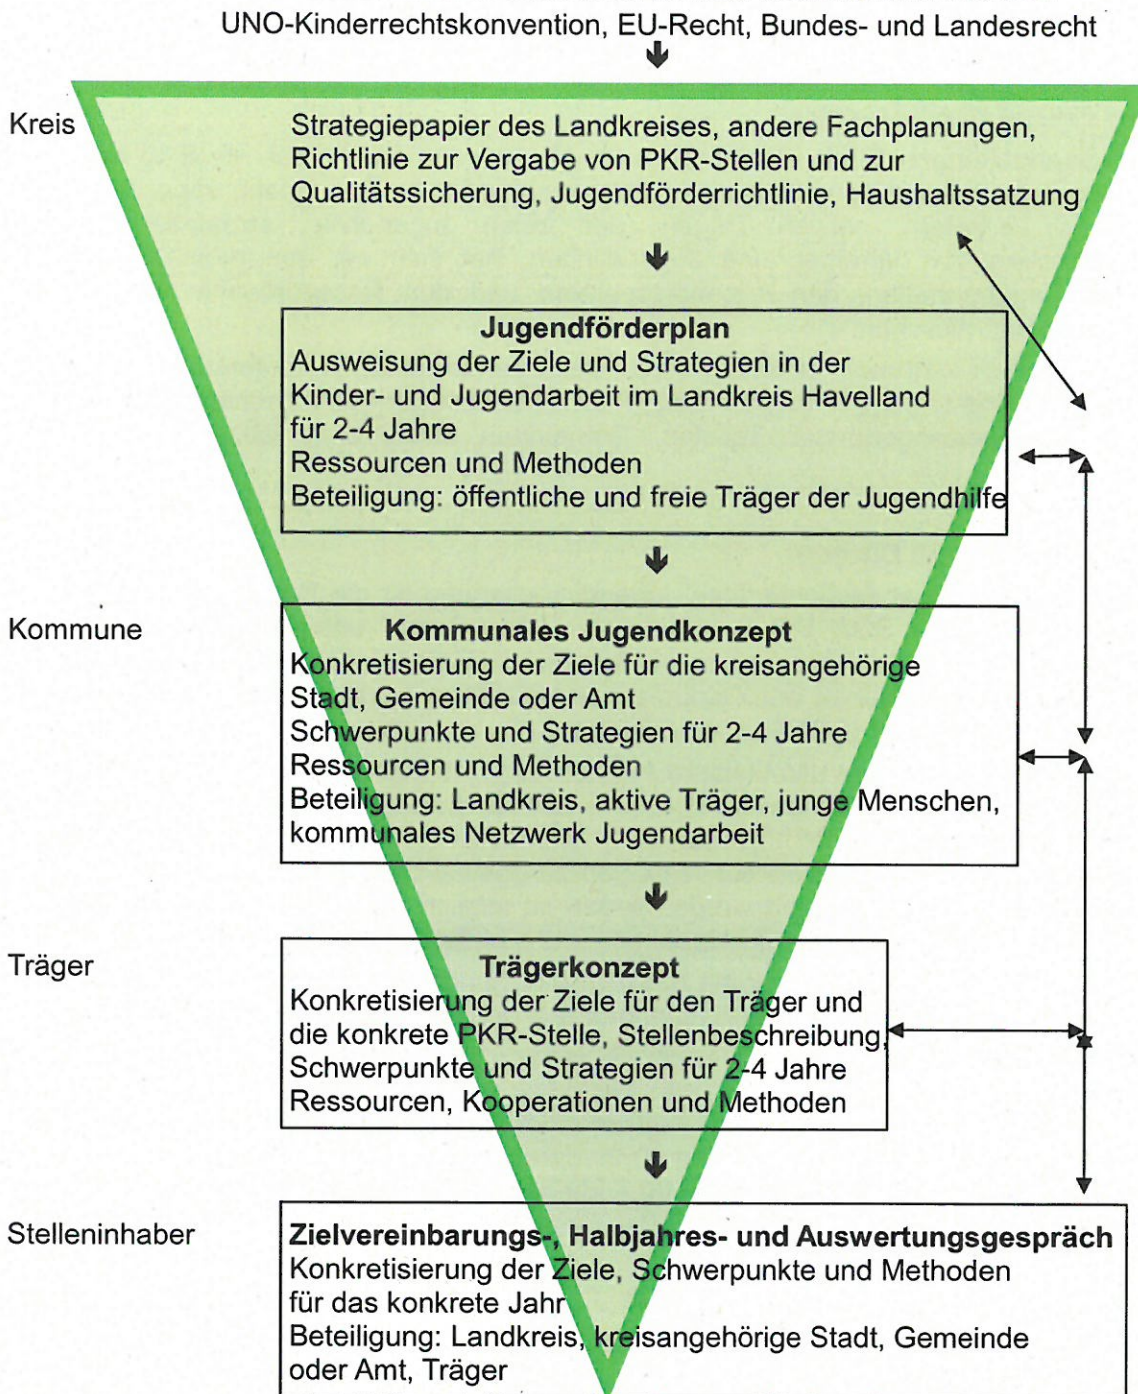 UNO-Kinderrechtskonvention, EU-Recht, Bundes- und Landesrecht
Kreis
Strategiepapier des Landkreises, andere Fachplanungen,
Richtlinie zur Vergabe von PKR-Stellen und zur
Qualitätssicherung, Jugendförderrichtlinie, Haushaltssatzung
Jugendförderplan
Ausweisung der Ziele und Strategien in der
Kinder- und Jugendarbeit im Landkreis Havelland
für 2-4 Jahre
Ressourcen und Methoden
Beteiligung: öffentliche und freie Träger der Jugendhilfe
Kommune
Kommunales Jugendkonzept
Konkretisierung der Ziele für die kreisangehörige
Stadt, Gemeinde oder Amt
Schwerpunkte und Strategien für 2-4 Jahre
Ressourcen und Methoden
Beteiligung: Landkreis, aktive Träger, junge Menschen,
kommunales Netzwerk Jugendarbeit
Träger
Trägerkonzept
Konkretisierung der Ziele für den Träger und
die konkrete PKR-Stelle, Stellenbeschreibung,
Schwerpunkte und Strategien für 2-4 Jahre
Ressourcen, Kooperationen und Methoden
Stelleninhaber
Zielvereinbarungs-, Halbjahres- und Auswertungsgespräch
Konkretisierung der Ziele, Schwerpunkte und Methoden
für das konkrete Jahr
Beteiligung: Landkreis, kreisangehörige Stadt, Gemeinde
oder Amt, Träger